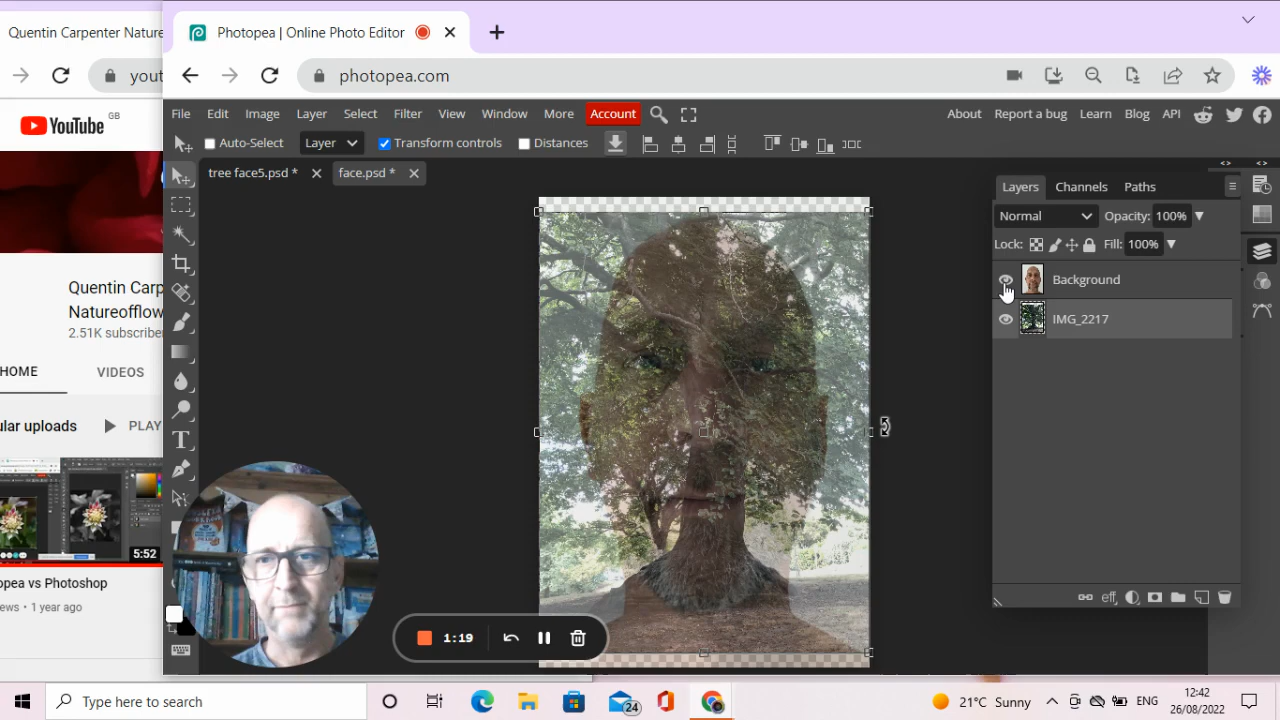 Quentin Carpenter Nature
Photopea | Online Photo Editor
yout
photopea.com
YouTube GB
File Edit Image Layer Select Filter View Window More Account About Report a bug Learn Blog API
Auto-Select Layer Transform controls Distances
tree face5.psd *
face.psd *
Layers Channels Paths
Normal Opacity: 100%
Lock: Fill: 100%
Background
IMG_2217
Quentin Carp
Natureofflow
2.51K subscribe
HOME VIDEOS
ular uploads PLAY
5:52
opea vs Photoshop
ews • 1 year ago
T
eff
1:19
Type here to search
24
21°C Sunny
ENG
12:42
26/08/2022